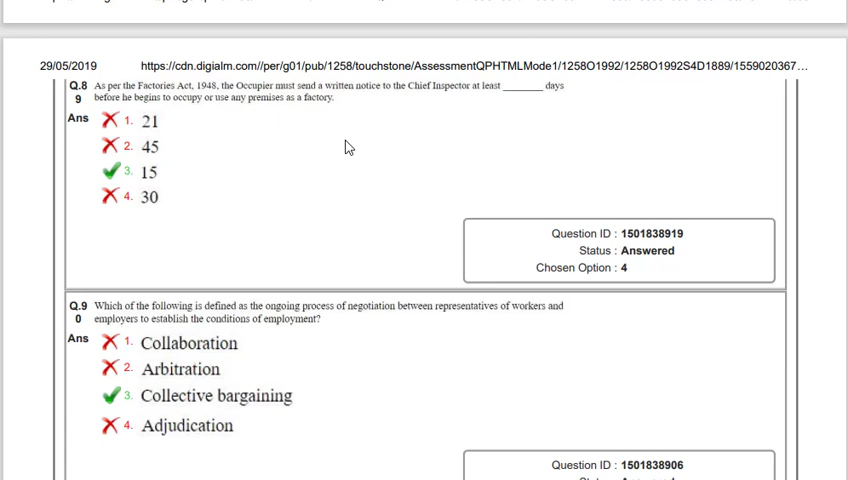 29/05/2019 https://cdn.digialm.com//per/g01/pub/1258/touchstone/AssessmentQPHTMLMode1/1258O1992/1258O1992S4D1889/1559020367…
Q.8 As per the Factories Act, 1948, the Occupier must send a written notice to the Chief Inspector at least ________ days
9 before he begins to occupy or use any premises as a factory.
Ans 1. 21
2. 45
3. 15
4. 30
Question ID : 1501838919
Status : Answered
Chosen Option : 4
Q.9 Which of the following is defined as the ongoing process of negotiation between representatives of workers and
0 employers to establish the conditions of employment?
Ans 1. Collaboration
2. Arbitration
3. Collective bargaining
4. Adjudication
Question ID : 1501838906